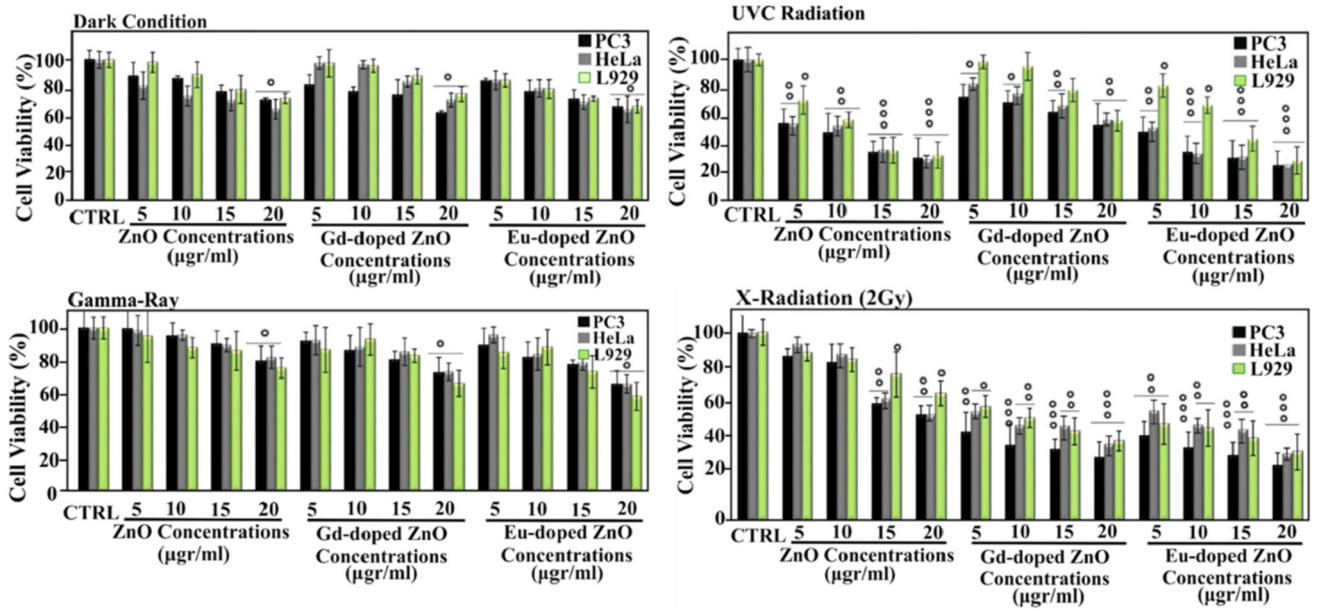 Dark Condition
PC3
HeLa
L929
Cell Viability (%)
100
80
60
40
20
0
CTRL 5 10 15 20 5 10 15 20 5 10 15 20
ZnO Concentrations
(µgr/ml)
Gd-doped ZnO
Concentrations
(µgr/ml)
Eu-doped ZnO
Concentrations
(µgr/ml)
UVC Radiation
PC3
HeLa
L929
Cell Viability (%)
100
80
60
40
20
0
CTRL 5 10 15 20 5 10 15 20 5 10 15 20
ZnO Concentrations
(µgr/ml)
Gd-doped ZnO
Concentrations
(µgr/ml)
Eu-doped ZnO
Concentrations
(µgr/ml)
Gamma-Ray
PC3
HeLa
L929
Cell Viability (%)
100
80
60
40
20
0
CTRL 5 10 15 20 5 10 15 20 5 10 15 20
ZnO Concentrations
(µgr/ml)
Gd-doped ZnO
Concentrations
(µgr/ml)
Eu-doped ZnO
Concentrations
(µgr/ml)
X-Radiation (2Gy)
PC3
HeLa
L929
Cell Viability (%)
100
80
60
40
20
0
CTRL 5 10 15 20 5 10 15 20 5 10 15 20
ZnO Concentrations
(µgr/ml)
Gd-doped ZnO
Concentrations
(µgr/ml)
Eu-doped ZnO
Concentrations
(µgr/ml)